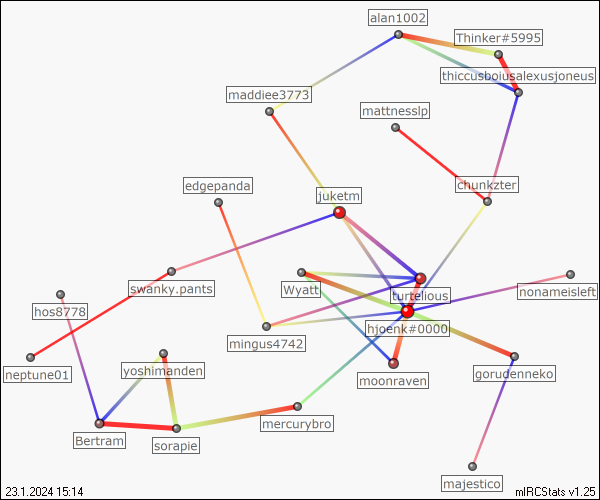 alan1002
Thinker#5995
thiccusboiusalexusjoneus
maddiee3773
mattnesslp
edgepanda
chunkzter
juketm
swanky.pants
Wyatt
turtelious
nonameisleft
hos8778
hjoenk#0000
mingus4742
neptune01
yoshimanden
moonraven
gorudenneko
Bertram
sorapie
mercurybro
majestico
23.1.2024 15:14
mIRCStats v1.25